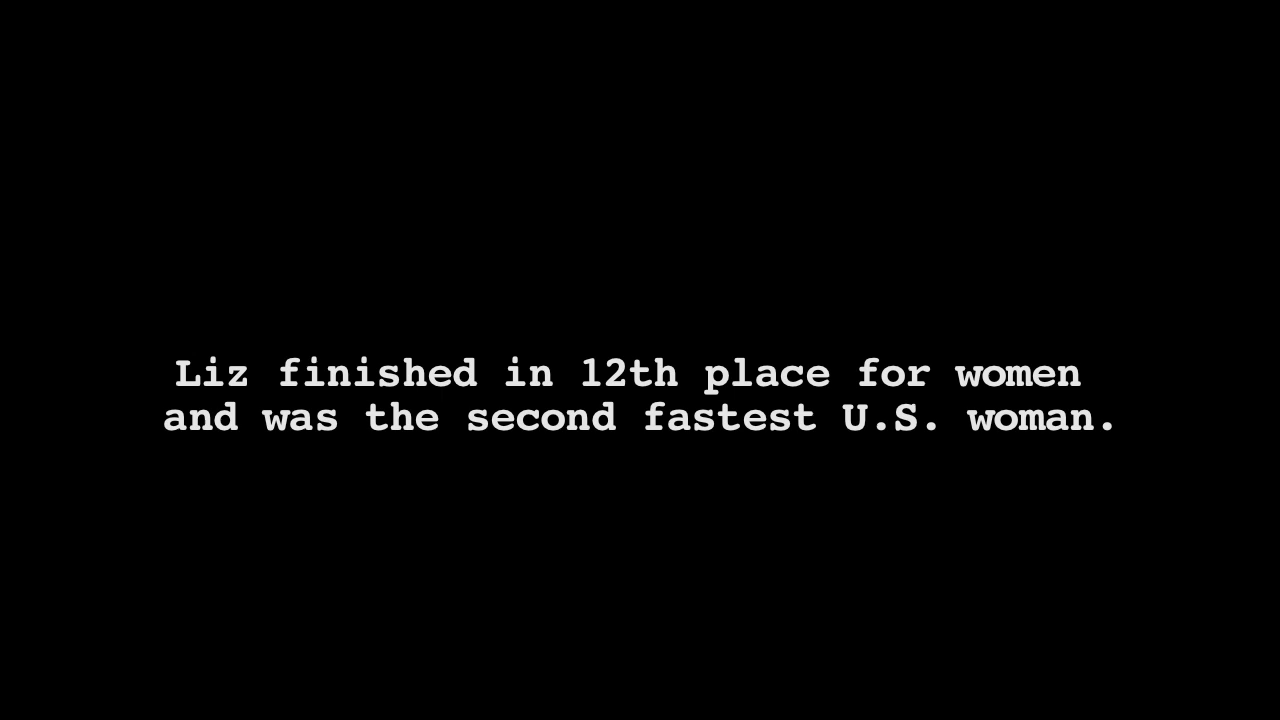 Liz finished in 12th place for women
and was the second fastest U.S. woman.